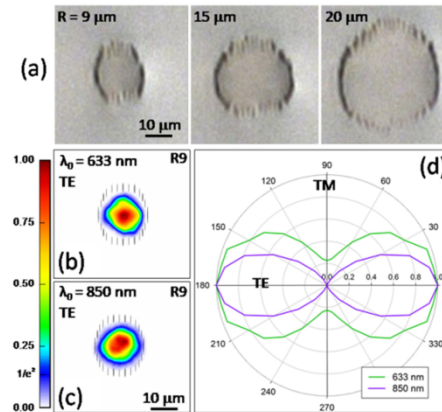 R = 9 μm
15 μm
20 μm
(a)
10 μm
λ₀ = 633 nm
R9
TE
(b)
λ₀ = 850 nm
R9
TE
(c)
10 μm
1.00
0.75
0.50
0.25
1/e²
0.00
(d)
90
TM
120
60
150
180
TE
0.0
0.2
0.4
0.6
0.8
210
330
240
270
633 nm
850 nm